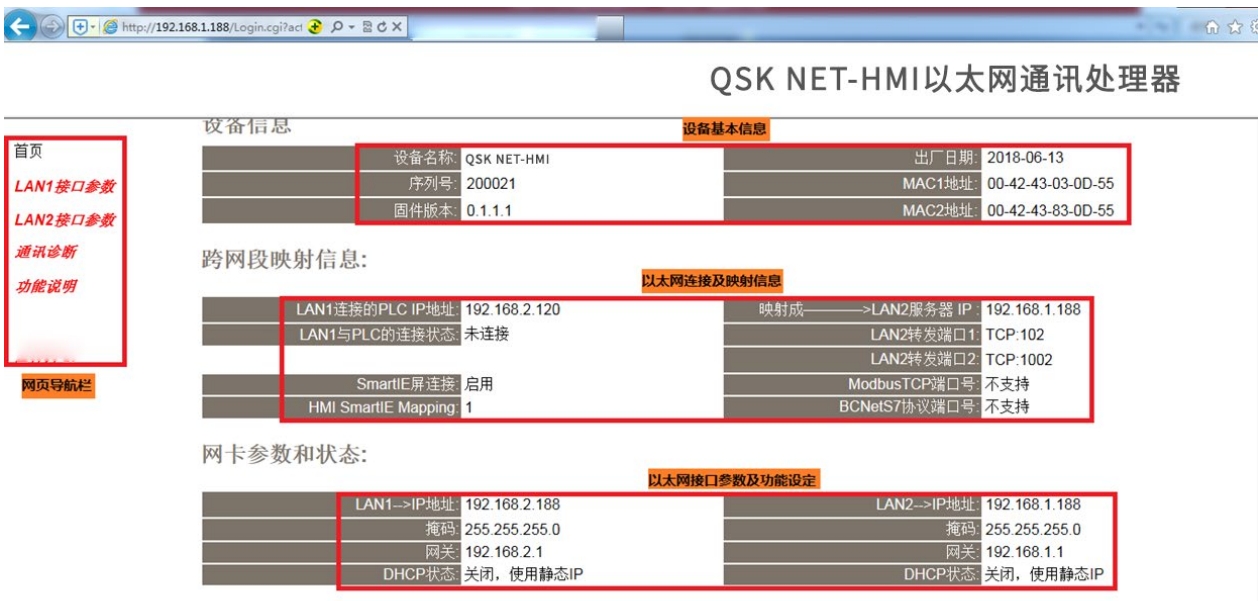 http://192.168.1.188/Login.cgi?act
QSK NET-HMI以太网通讯处理器
设备信息
设备基本信息
首页
LAN1接口参数
LAN2接口参数
通讯诊断
功能说明
网页导航栏
设备名称: QSK NET-HMI 出厂日期: 2018-06-13
序列号: 200021 MAC1地址: 00-42-43-03-0D-55
固件版本: 0.1.1.1 MAC2地址: 00-42-43-83-0D-55
跨网段映射信息:
以太网连接及映射信息
LAN1连接的PLC IP地址: 192.168.2.120 映射成————>LAN2服务器 IP : 192.168.1.188
LAN1与PLC的连接状态: 未连接 LAN2转发端口1: TCP:102
LAN2转发端口2: TCP:1002
SmartIE屏连接: 启用 ModbusTCP端口号: 不支持
HMI SmartIE Mapping: 1 BCNetS7协议端口号: 不支持
网卡参数和状态:
以太网接口参数及功能设定
LAN1-->IP地址: 192.168.2.188 LAN2-->IP地址: 192.168.1.188
掩码: 255.255.255.0 掩码: 255.255.255.0
网关: 192.168.2.1 网关: 192.168.1.1
DHCP状态: 关闭，使用静态IP DHCP状态: 关闭，使用静态IP